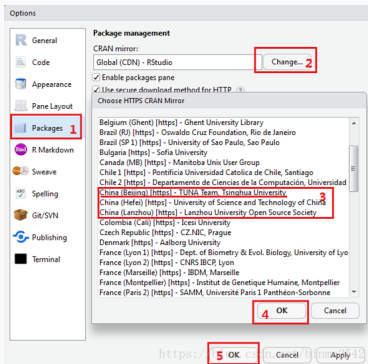 Options
R General
Code
Appearance
Pane Layout
Packages 1
R Markdown
Sweave
ABC Spelling
Git/SVN
Publishing
Terminal
Package management
CRAN mirror:
Global (CDN) - RStudio
Change... 2
Enable packages pane
Use secure download method for HTTP ?
Choose HTTPS CRAN Mirror
Belgium (Ghent) [https] - Ghent University Library
Brazil (RJ) [https] - Oswaldo Cruz Foundation, Rio de Janeiro
Brazil (SP 1) [https] - University of Sao Paulo, Sao Paulo
Bulgaria [https] - Sofia University
Canada (MB) [https] - Manitoba Unix User Group
Chile 1 [https] - Pontificia Universidad Catolica de Chile, Santiago
Chile 2 [https] - Departamento de Ciencias de la Computación, Universidad
China (Beijing) [https] - TUNA Team, Tsinghua University
China (Hefei) [https] - University of Science and Technology of China 3
China (Lanzhou) [https] - Lanzhou University Open Source Society
Colombia (Cali) [https] - Icesi University
Czech Republic [https] - CZ.NIC, Prague
Denmark [https] - Aalborg University
France (Lyon 1) [https] - Dept. of Biometry & Evol. Biology, University of Lyo
France (Lyon 2) [https] - CNRS IBCP, Lyon
France (Marseille) [https] - IBDM, Marseille
France (Montpellier) [https] - Institut de Genetique Humaine, Montpellier
France (Paris 2) [https] - SAMM, Université Paris 1 Panthéon-Sorbonne
4 OK
Cancel
5 OK
Cancel
Apply